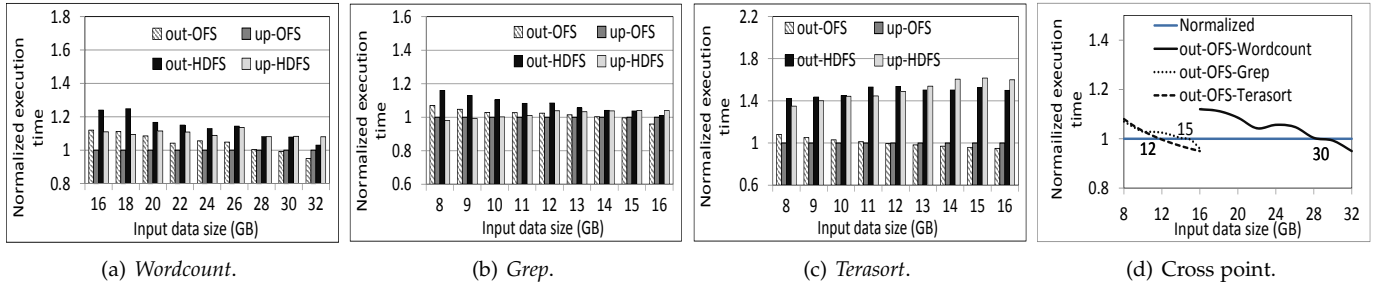 Normalized execution
time
1.8
1.6
1.4
1.2
1
0.8
out-OFS
up-OFS
out-HDFS
up-HDFS
16 18 20 22 24 26 28 30 32
Input data size (GB)
(a) Wordcount.
Normalized execution
time
1.6
1.4
1.2
1.0
0.8
0.6
out-OFS
up-OFS
out-HDFS
up-HDFS
8 9 10 11 12 13 14 15 16
Input data size (GB)
(b) Grep.
Normalized execution
time
2.2
1.8
1.4
1.0
0.6
out-OFS
up-OFS
out-HDFS
up-HDFS
8 9 10 11 12 13 14 15 16
Input data size (GB)
(c) Terasort.
Normalized execution
time
1.4
1.2
1
0.8
Normalized
out-OFS-Wordcount
out-OFS-Grep
out-OFS-Terasort
12
15
30
8 12 16 20 24 28 32
Input data size (GB)
(d) Cross point.